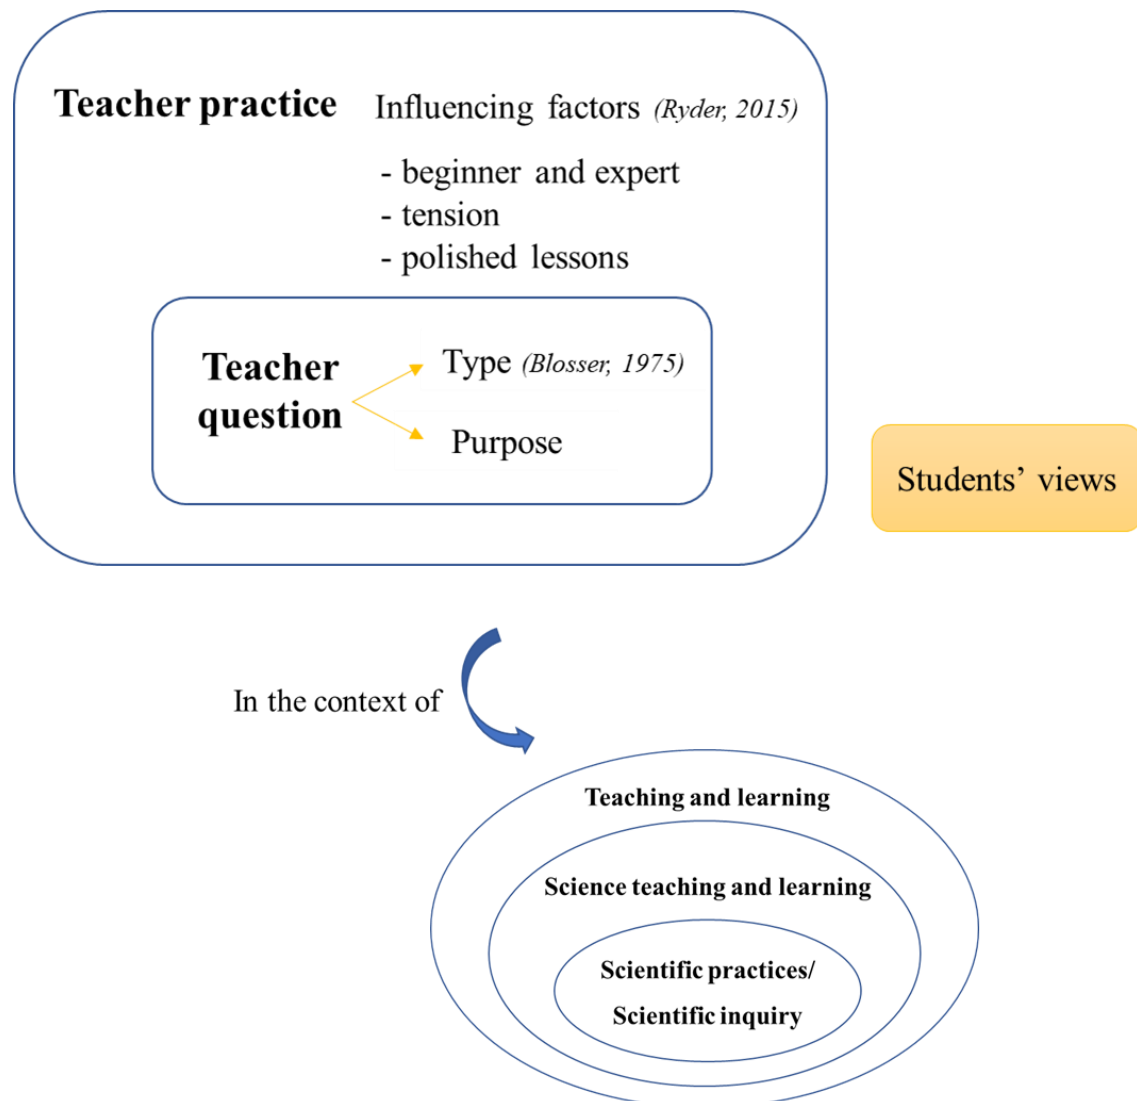 Teacher practice
Influencing factors (Ryder, 2015)
- beginner and expert
- tension
- polished lessons
Teacher
question
Type (Blosser, 1975)
Purpose
Students’ views
In the context of
Teaching and learning
Science teaching and learning
Scientific practices/
Scientific inquiry